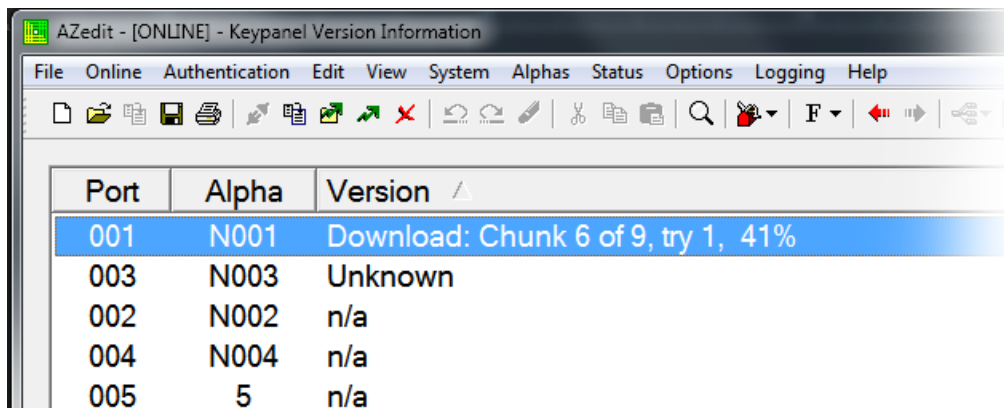 AZedit - [ONLINE] - Keypanel Version Information
File Online Authentication Edit View System Alphas Status Options Logging Help
F
Port Alpha Version
001 N001 Download: Chunk 6 of 9, try 1, 41%
003 N003 Unknown
002 N002 n/a
004 N004 n/a
005 5 n/a